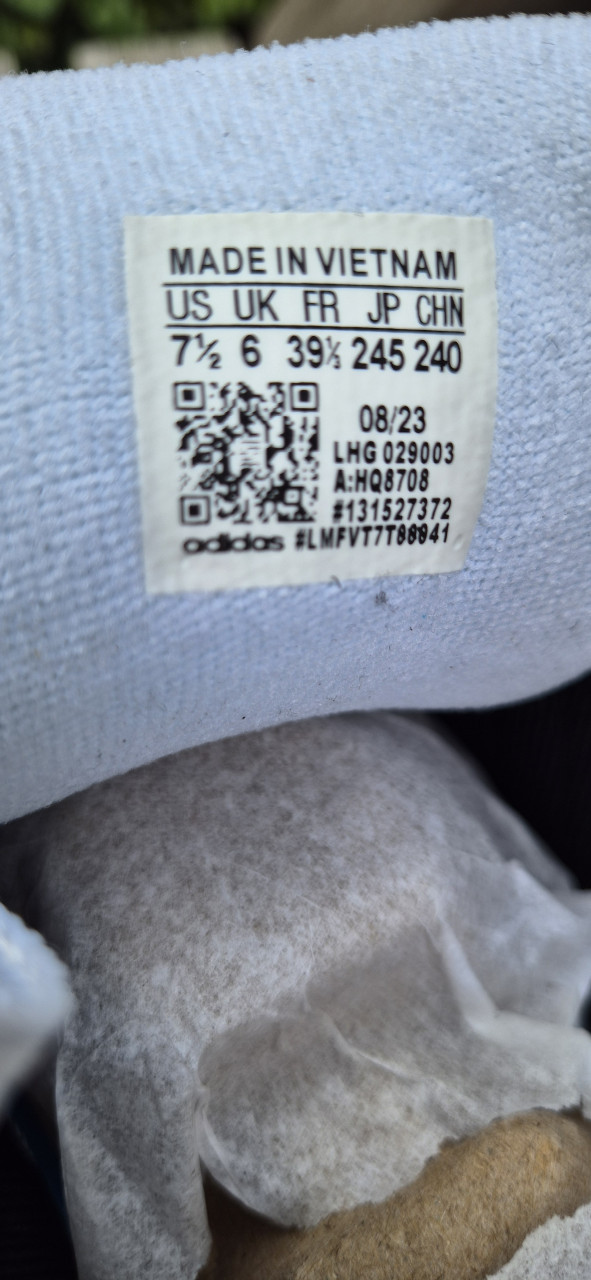 MADE IN VIETNAM
US UK FR JP CHN
7½ 6 39⅓ 245 240
08/23
LHG 029003
A:HQ8708
#131527372
adidas